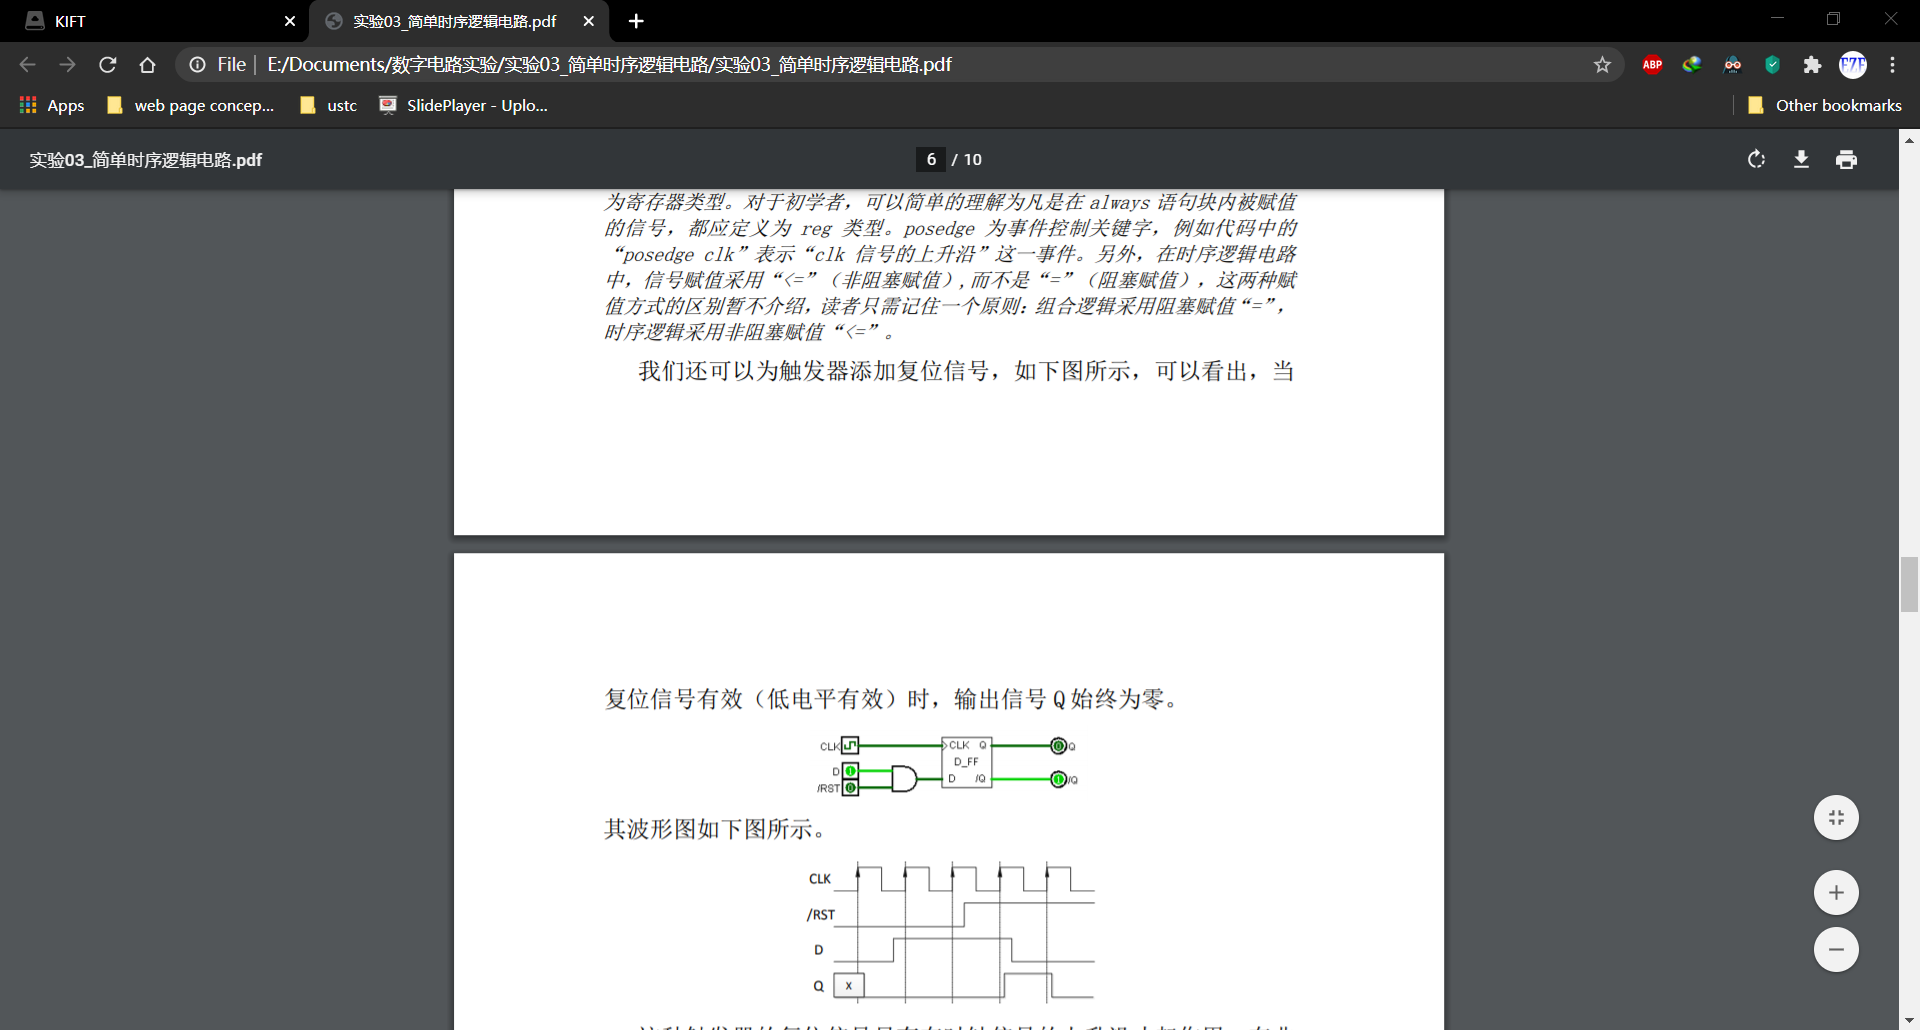 KIFT
实验03_简单时序逻辑电路.pdf
File
E:/Documents/数字电路实验/实验03_简单时序逻辑电路/实验03_简单时序逻辑电路.pdf
ABP
FZF
Apps
web page concep...
ustc
SlidePlayer - Uplo...
Other bookmarks
实验03_简单时序逻辑电路.pdf
6 / 10
为寄存器类型。对于初学者，可以简单的理解为凡是在 always 语句块内被赋值
的信号，都应定义为 reg 类型。posedge 为事件控制关键字，例如代码中的
“posedge clk”表示“clk 信号的上升沿”这一事件。另外，在时序逻辑电路
中，信号赋值采用“<=”（非阻塞赋值）,而不是“=”（阻塞赋值），这两种赋
值方式的区别暂不介绍，读者只需记住一个原则：组合逻辑采用阻塞赋值“=”，
时序逻辑采用非阻塞赋值“<=”。
我们还可以为触发器添加复位信号，如下图所示，可以看出，当
复位信号有效（低电平有效）时，输出信号 Q 始终为零。
CLK
CLK Q
0
Q
D_FF
D
1
D /Q
1
/Q
/RST
0
其波形图如下图所示。
CLK
/RST
D
Q
X